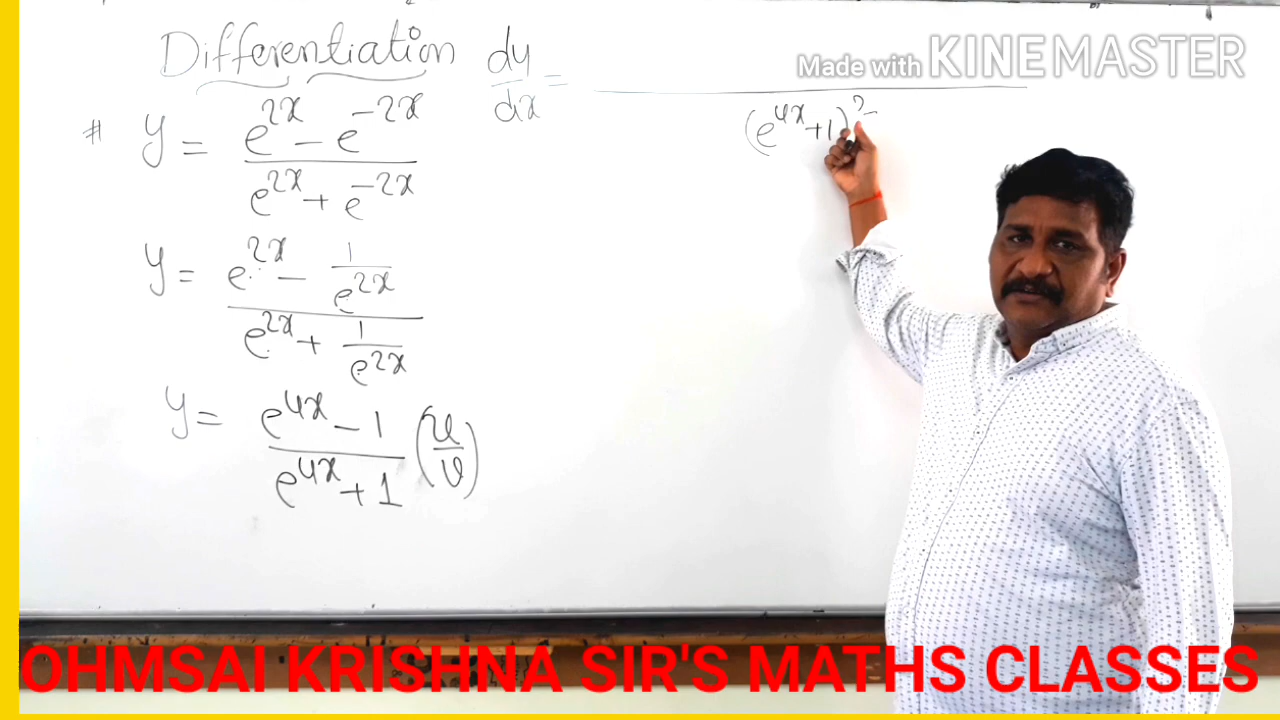 Differentiation dy/dx =
(e^4x + 1)^2
Made with KINEMASTER
# y = (e^2x - e^-2x)/(e^2x + e^-2x)
y = (e^2x - 1/e^2x)/(e^2x + 1/e^2x)
y = (e^4x - 1)/(e^4x + 1) (u/v)
OHMSAI KRISHNA SIR'S MATHS CLASSES